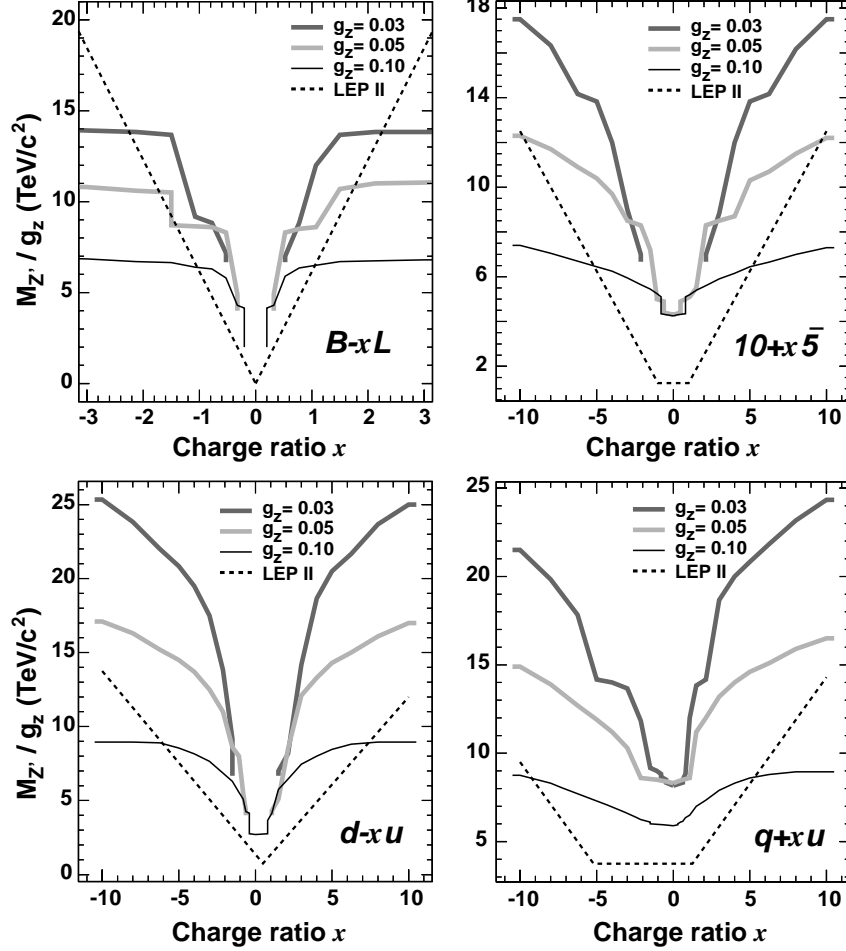 20
15
10
5
0
M_Z' / g_z (TeV/c²)
g_z= 0.03
g_z= 0.05
g_z= 0.10
LEP II
B-xL
-3 -2 -1 0 1 2 3
Charge ratio x
18
14
10
6
2
g_z= 0.03
g_z= 0.05
g_z= 0.10
LEP II
10+x5̄
-10 -5 0 5 10
Charge ratio x
25
20
15
10
5
0
M_Z' / g_z (TeV/c²)
g_z= 0.03
g_z= 0.05
g_z= 0.10
LEP II
d-xu
-10 -5 0 5 10
Charge ratio x
25
20
15
10
5
g_z= 0.03
g_z= 0.05
g_z= 0.10
LEP II
q+xu
-10 -5 0 5 10
Charge ratio x